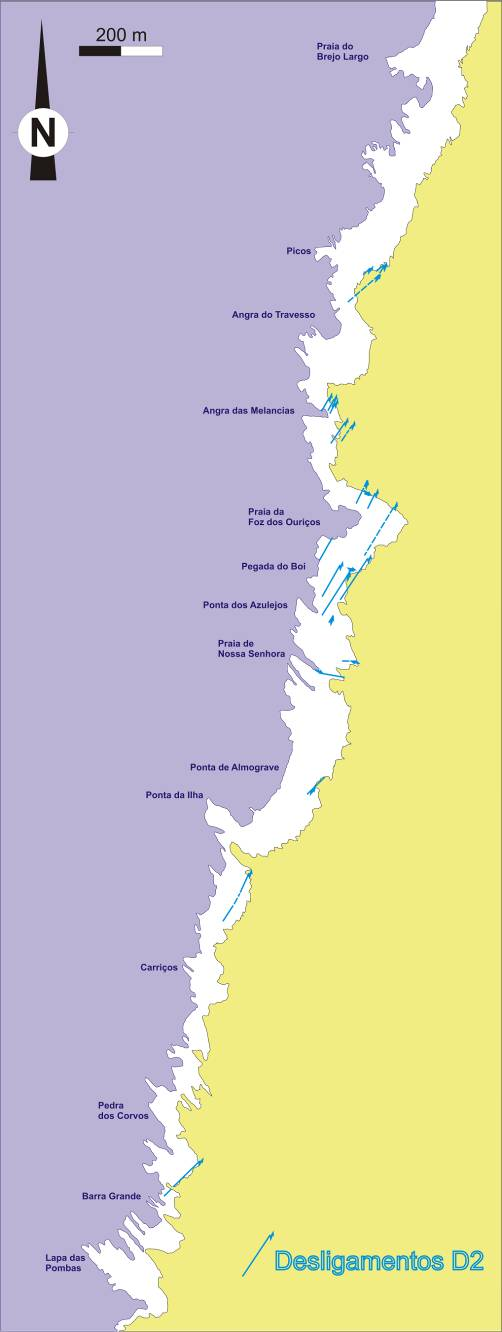 200 m
Praia do
Brejo Largo
N
Picos
Angra do Travesso
Angra das Melancias
Praia da
Foz dos Ouriços
Pegada do Boi
Ponta dos Azulejos
Praia de
Nossa Senhora
Ponta de Almograve
Ponta da Ilha
Carriços
Pedra
dos Corvos
Barra Grande
Lapa das
Pombas
Desligamentos D2